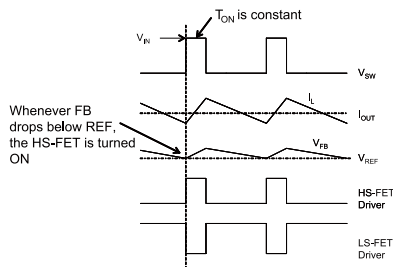 T_ON is constant
V_IN
V_SW
I_L
I_OUT
Whenever FB
drops below REF,
the HS-FET is turned
ON
V_FB
V_REF
HS-FET
Driver
LS-FET
Driver